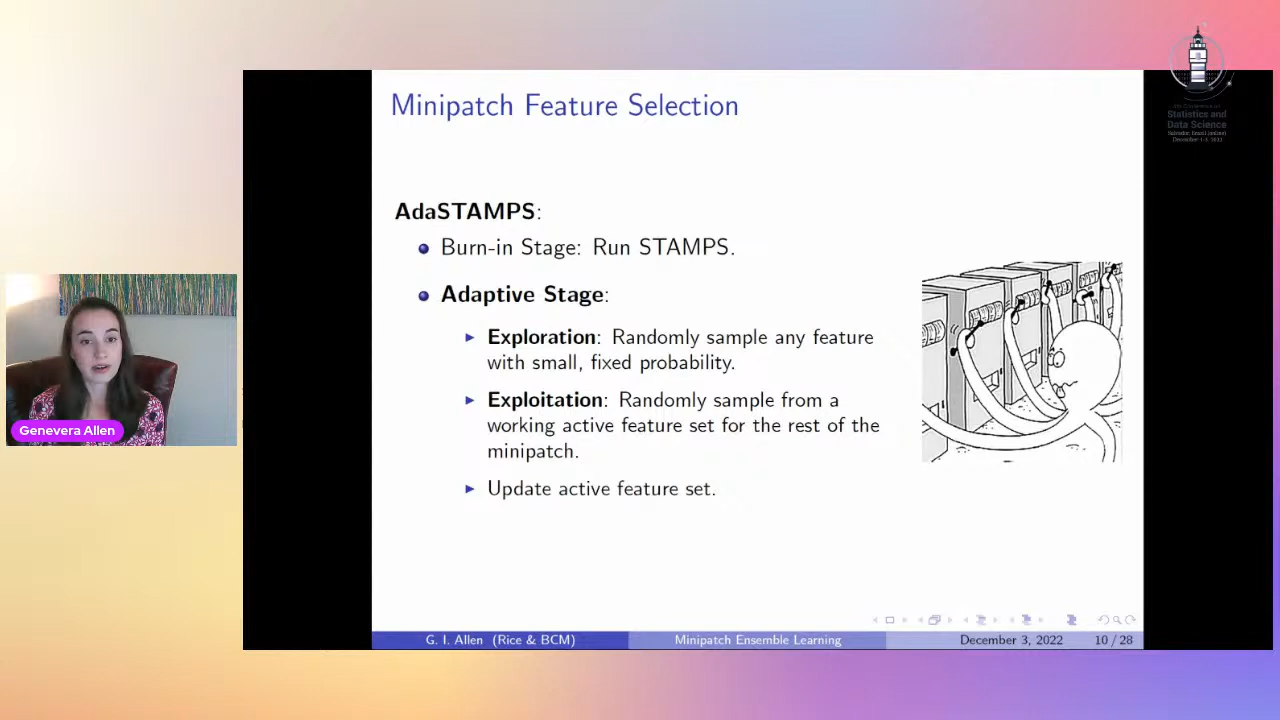 Minipatch Feature Selection
Statistics and
Data Science
AdaSTAMPS:
Burn-in Stage: Run STAMPS.
Adaptive Stage:
Exploration: Randomly sample any feature
with small, fixed probability.
Exploitation: Randomly sample from a
working active feature set for the rest of the
minipatch.
Update active feature set.
Genevera Allen
G. I. Allen (Rice & BCM)
Minipatch Ensemble Learning
December 3, 2022
10 / 28